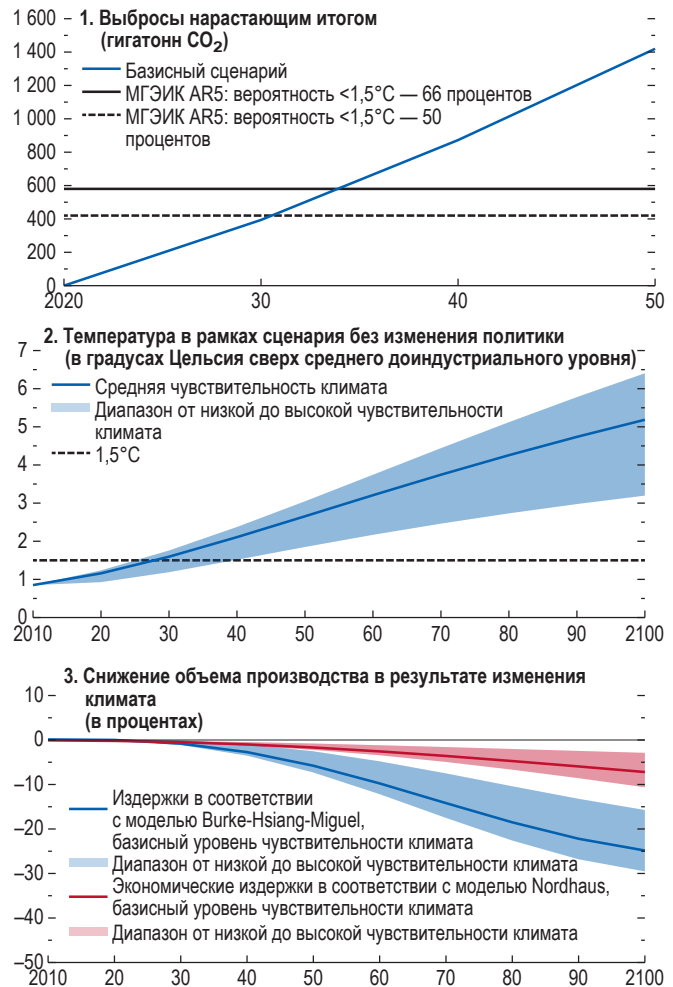 1. Выбросы нарастающим итогом
(гигатонн CO2)
Базисный сценарий
МГЭИК AR5: вероятность <1,5°C — 66 процентов
МГЭИК AR5: вероятность <1,5°C — 50
процентов
1 600
1 400
1 200
1 000
800
600
400
200
0
2020 30 40 50
2. Температура в рамках сценария без изменения политики
(в градусах Цельсия сверх среднего доиндустриального уровня)
Средняя чувствительность климата
Диапазон от низкой до высокой чувствительности
климата
1,5°C
7
6
5
4
3
2
1
0
2010 20 30 40 50 60 70 80 90 2100
3. Снижение объема производства в результате изменения
климата
(в процентах)
10
0
–10
–20
–30
–40
–50
Издержки в соответствии
с моделью Burke-Hsiang-Miguel,
базисный уровень чувствительности климата
Диапазон от низкой до высокой чувствительности климата
Экономические издержки в соответствии с моделью Nordhaus,
базисный уровень чувствительности климата
Диапазон от низкой до высокой чувствительности климата
2010 20 30 40 50 60 70 80 90 2100